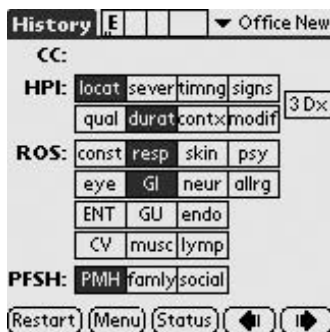 History E Office New
CC:
HPI: locat sever timng signs
3 Dx
qual durat contx modif
ROS: const resp skin psy
eye GI neur allrg
ENT GU endo
CV musc lymp
PFSH: PMH famly social
Restart Menu Status